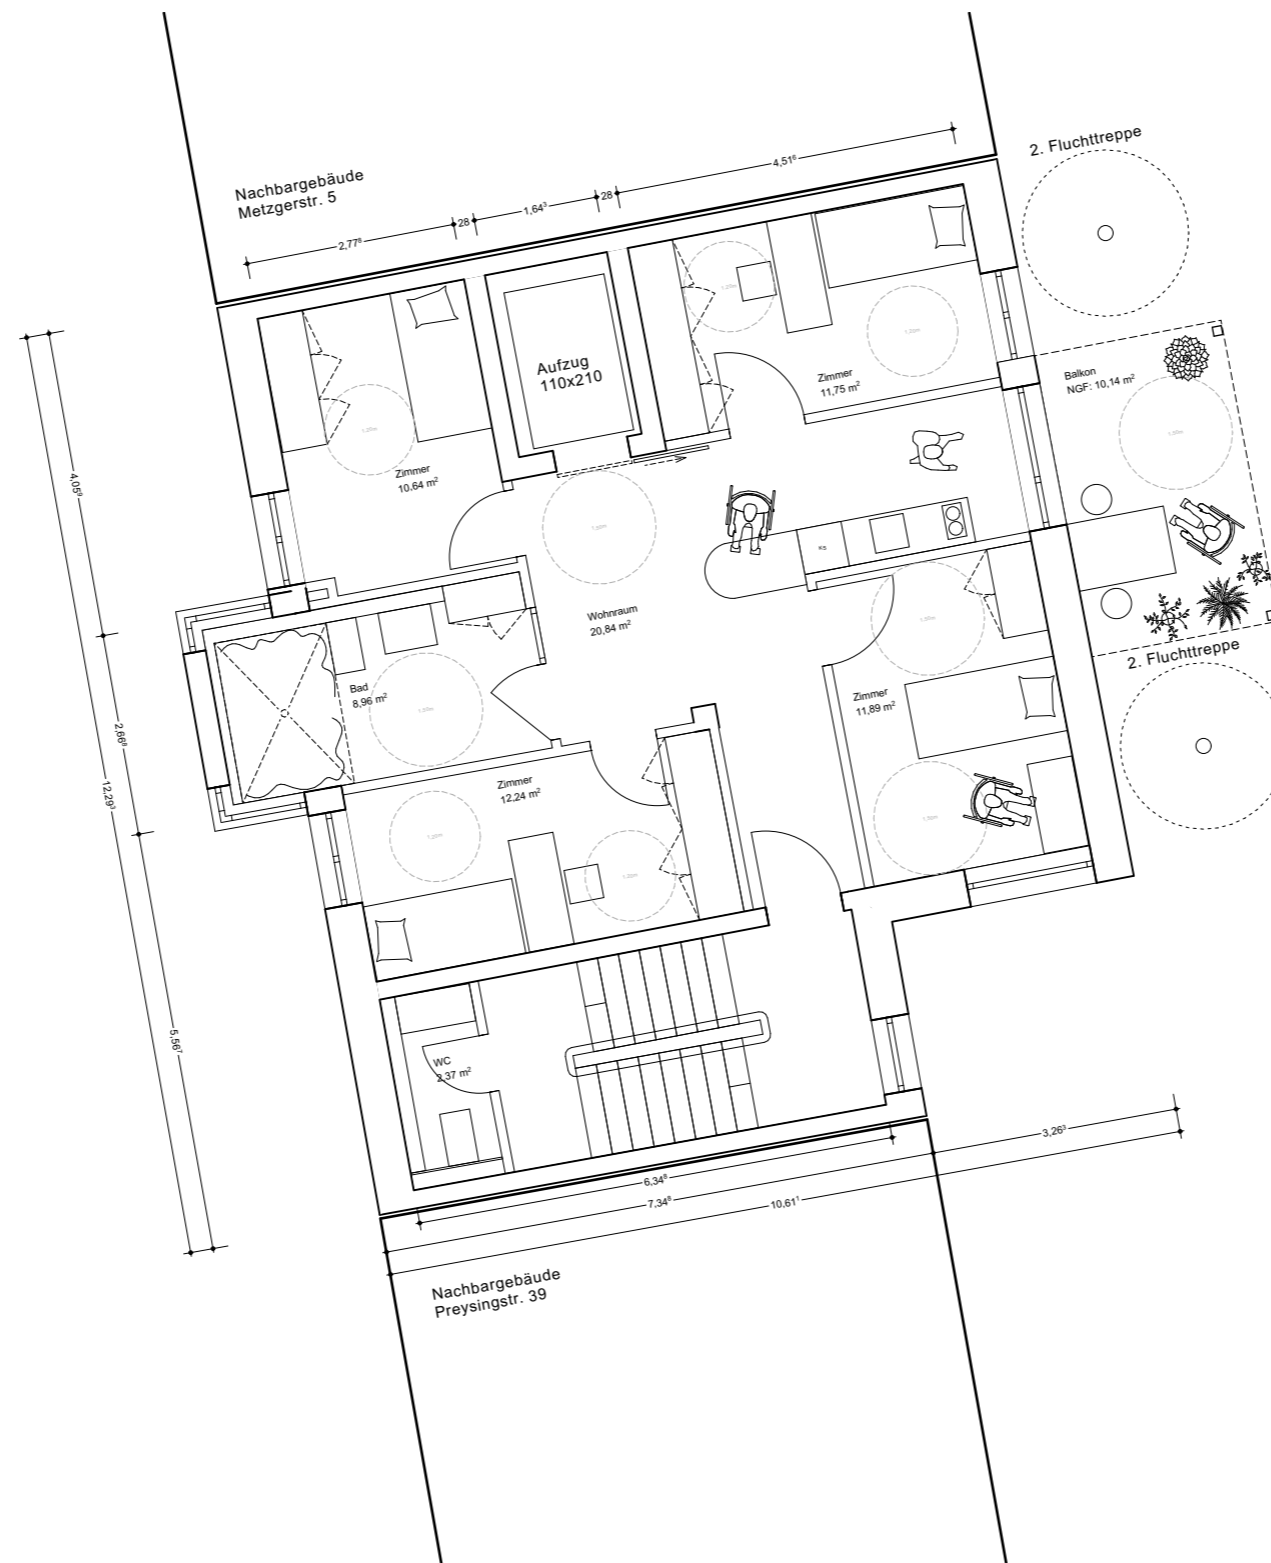 2. Fluchttreppe
Nachbargebäude
Metzgerstr. 5
4,51⁶
28
1,64³
28
2,77⁸
Aufzug
110x210
Zimmer
11,75 m²
Balkon
NGF: 10,14 m²
Zimmer
10,64 m²
4,05⁹
KS
Wohnraum
20,84 m²
2. Fluchttreppe
Bad
8,96 m²
Zimmer
11,89 m²
2,66⁸
12,29³
Zimmer
12,24 m²
5,56⁷
WC
2,37 m²
3,26³
6,34⁸
7,34⁸
10,61¹
Nachbargebäude
Preysingstr. 39